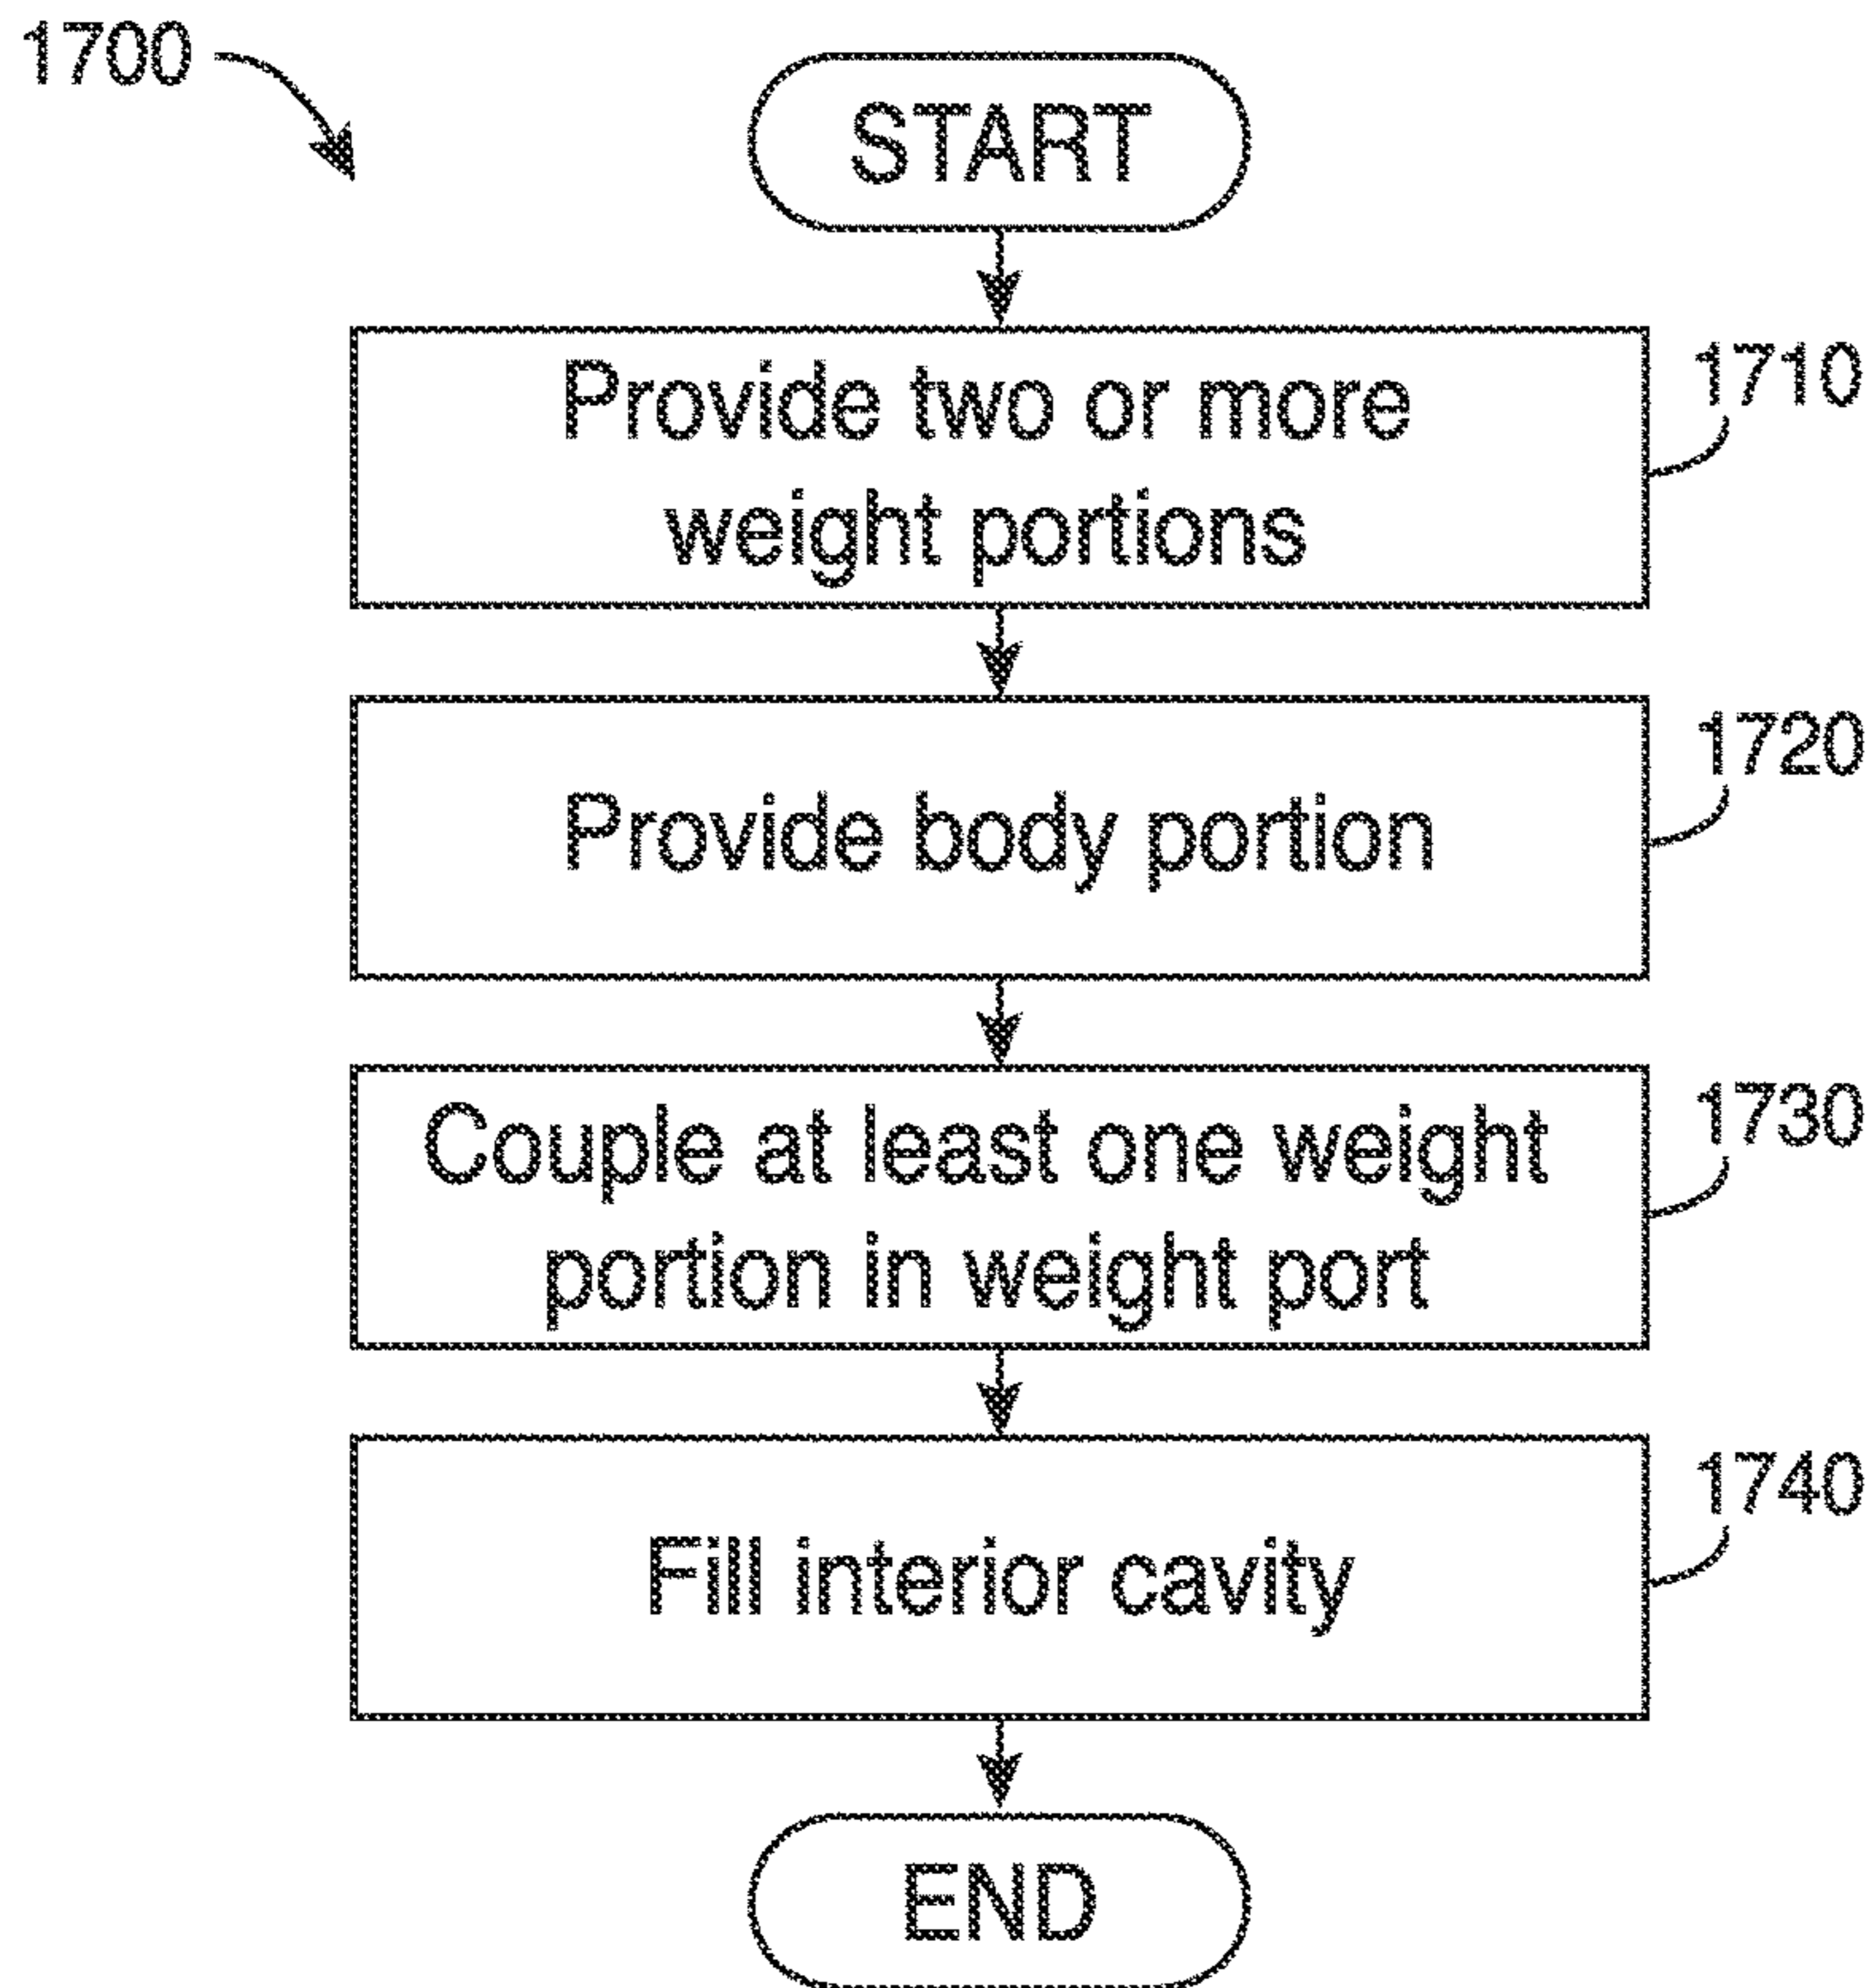 1700
START
Provide two or more
weight portions
1710
Provide body portion
1720
Couple at least one weight
portion in weight port
1730
Fill interior cavity
1740
END